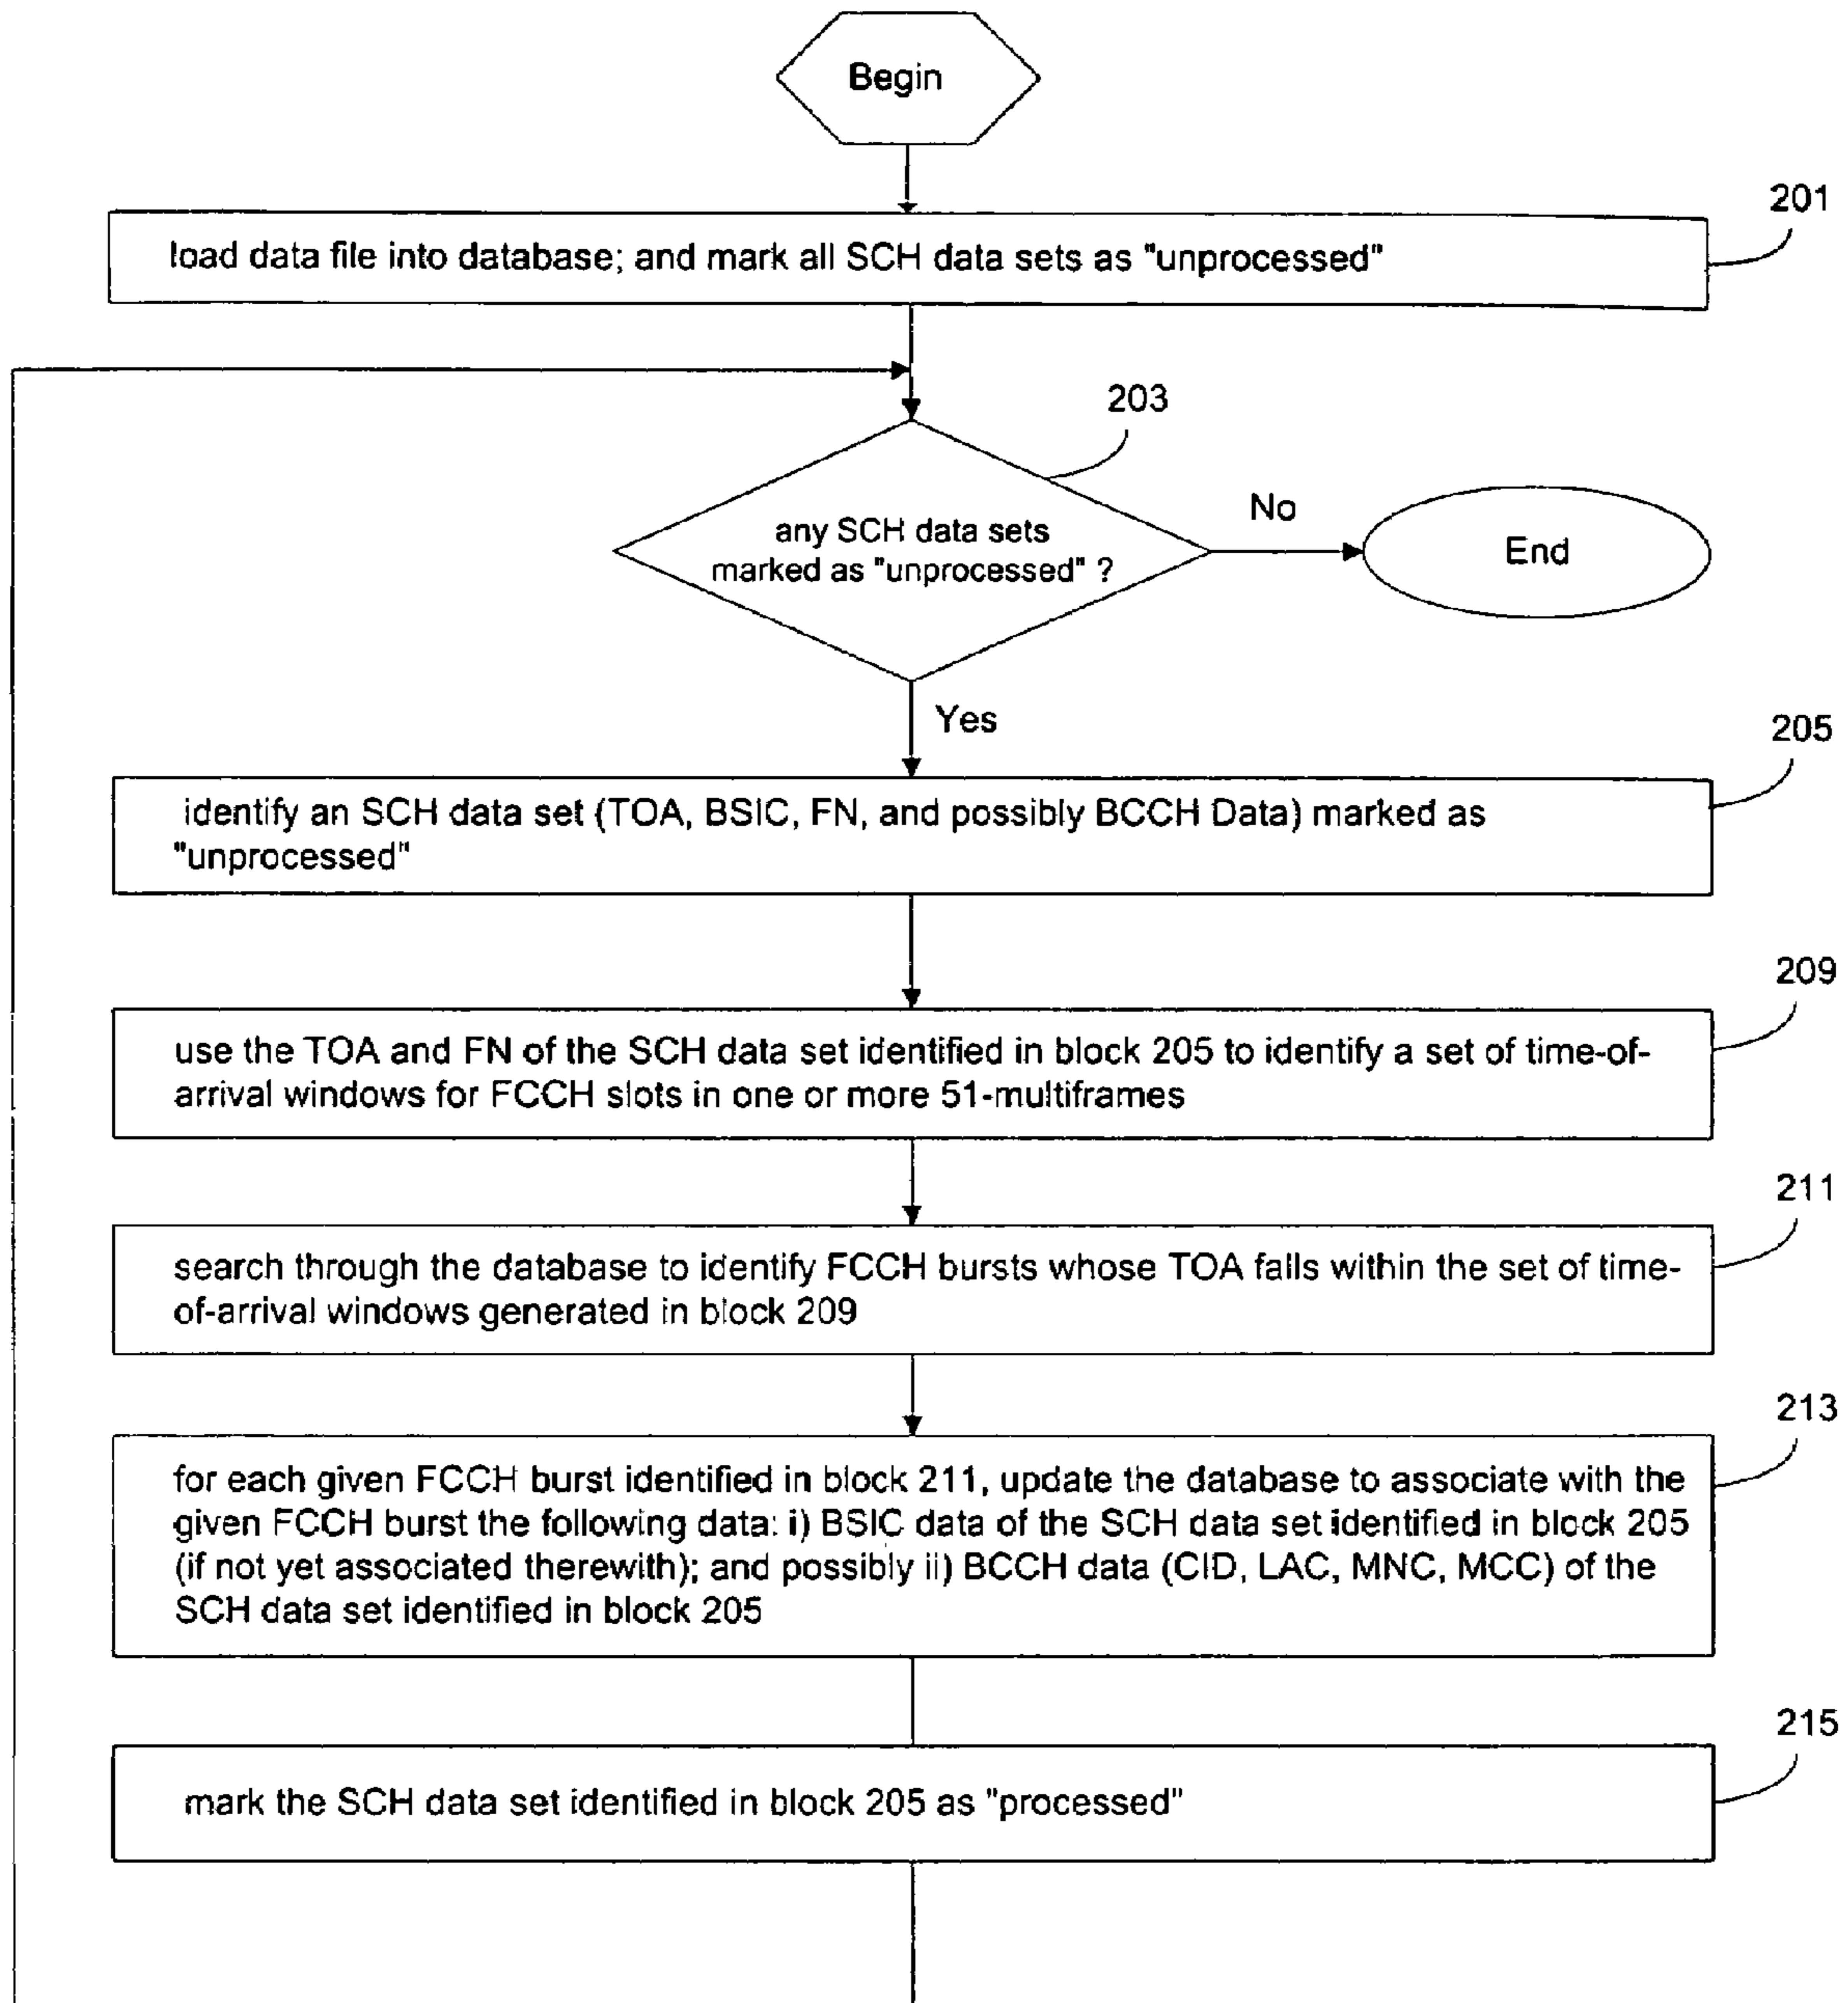 Begin
201
load data file into database; and mark all SCH data sets as "unprocessed"
203
any SCH data sets
marked as "unprocessed" ?
No
End
Yes
205
identify an SCH data set (TOA, BSIC, FN, and possibly BCCH Data) marked as
"unprocessed"
209
use the TOA and FN of the SCH data set identified in block 205 to identify a set of time-of-
arrival windows for FCCH slots in one or more 51-multiframes
211
search through the database to identify FCCH bursts whose TOA falls within the set of time-
of-arrival windows generated in block 209
213
for each given FCCH burst identified in block 211, update the database to associate with the
given FCCH burst the following data: i) BSIC data of the SCH data set identified in block 205
(if not yet associated therewith); and possibly ii) BCCH data (CID, LAC, MNC, MCC) of the
SCH data set identified in block 205
215
mark the SCH data set identified in block 205 as "processed"